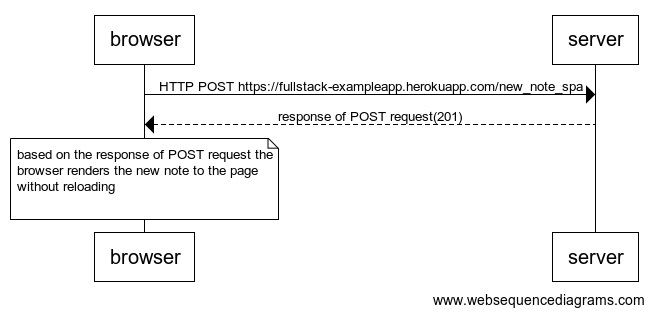 browser
server
HTTP POST https://fullstack-exampleapp.herokuapp.com/new_note_spa
response of POST request(201)
based on the response of POST request the
browser renders the new note to the page
without reloading
browser
server
www.websequencediagrams.com